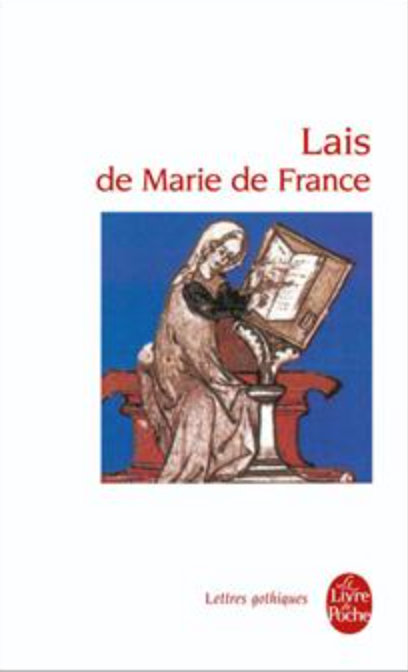 Lais
de Marie de France
Lettres gothiques
Le
Livre
de
Poche